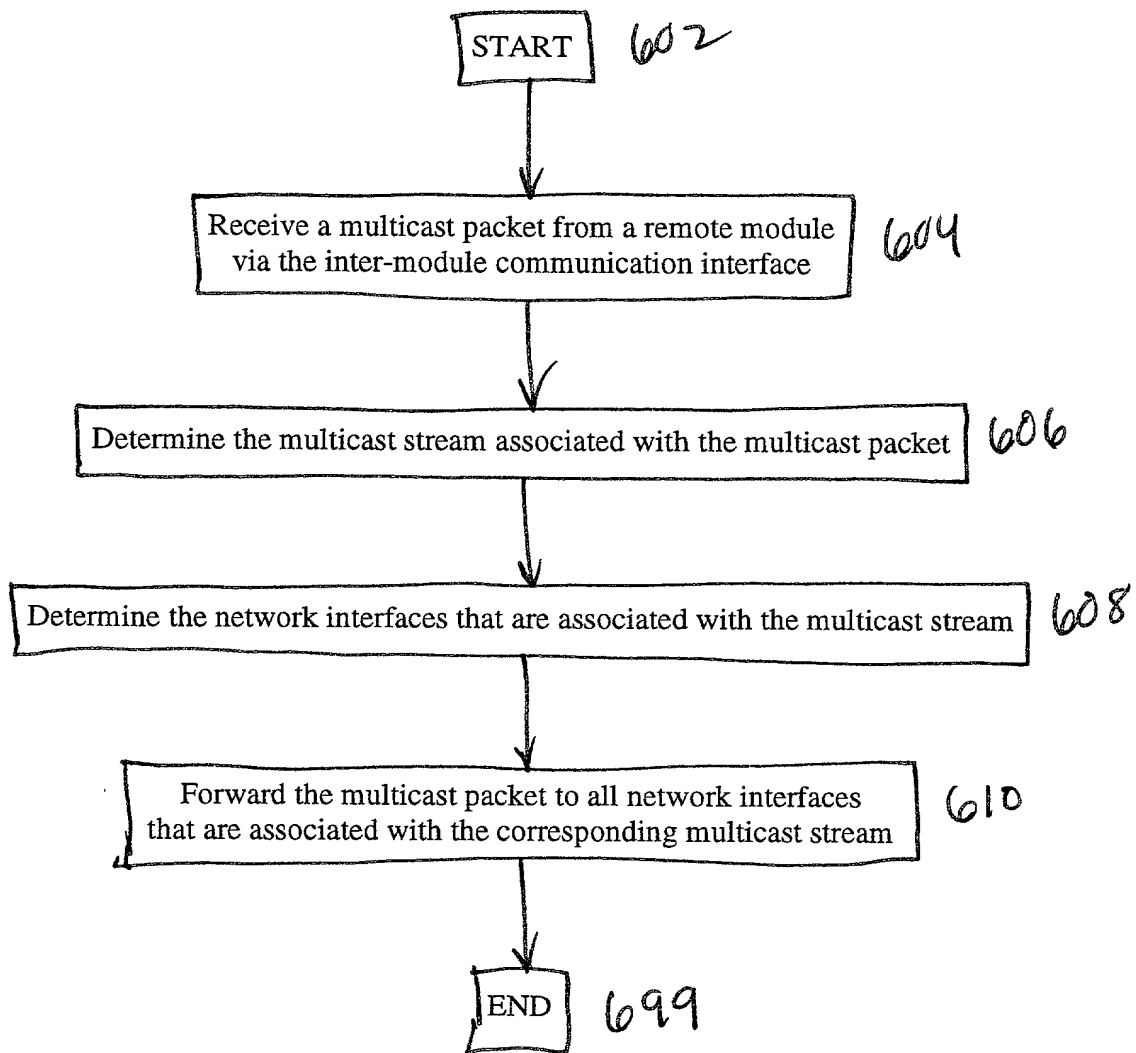 START 602
Receive a multicast packet from a remote module
via the inter-module communication interface
604
Determine the multicast stream associated with the multicast packet 606
Determine the network interfaces that are associated with the multicast stream 608
Forward the multicast packet to all network interfaces
that are associated with the corresponding multicast stream
610
END 699